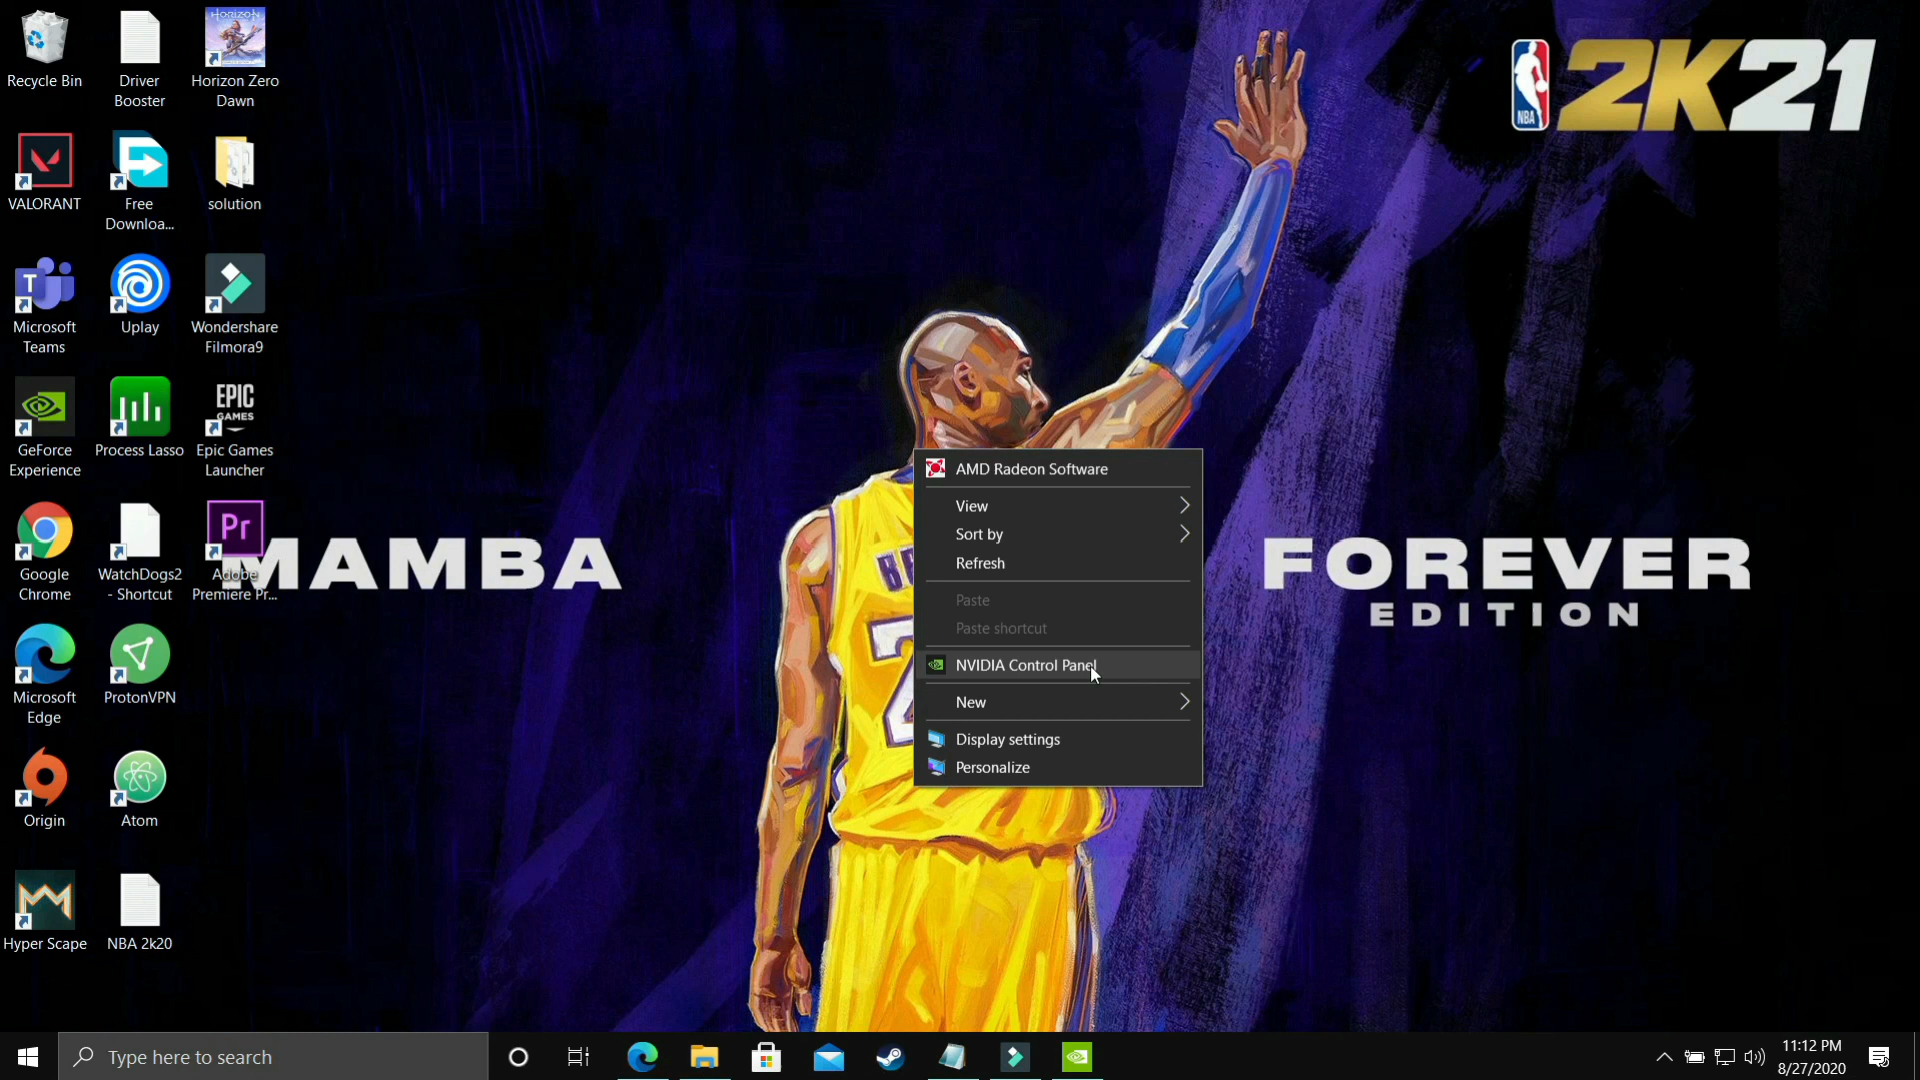 Recycle Bin
Driver
Booster
Horizon Zero
Dawn
HORIZON
VALORANT
Free
Downloa...
solution
Microsoft
Teams
Uplay
Wondershare
Filmora9
GeForce
Experience
Process Lasso
EPIC
GAMES
Epic Games
Launcher
Google
Chrome
WatchDogs2
- Shortcut
Pr
Adobe
Premiere Pr...
Microsoft
Edge
ProtonVPN
Origin
Atom
Hyper Scape
NBA 2k20
NBA
2K21
MAMBA
FOREVER
EDITION
AMD Radeon Software
View
Sort by
Refresh
Paste
Paste shortcut
NVIDIA Control Panel
New
Display settings
Personalize
Type here to search
11:12 PM
8/27/2020